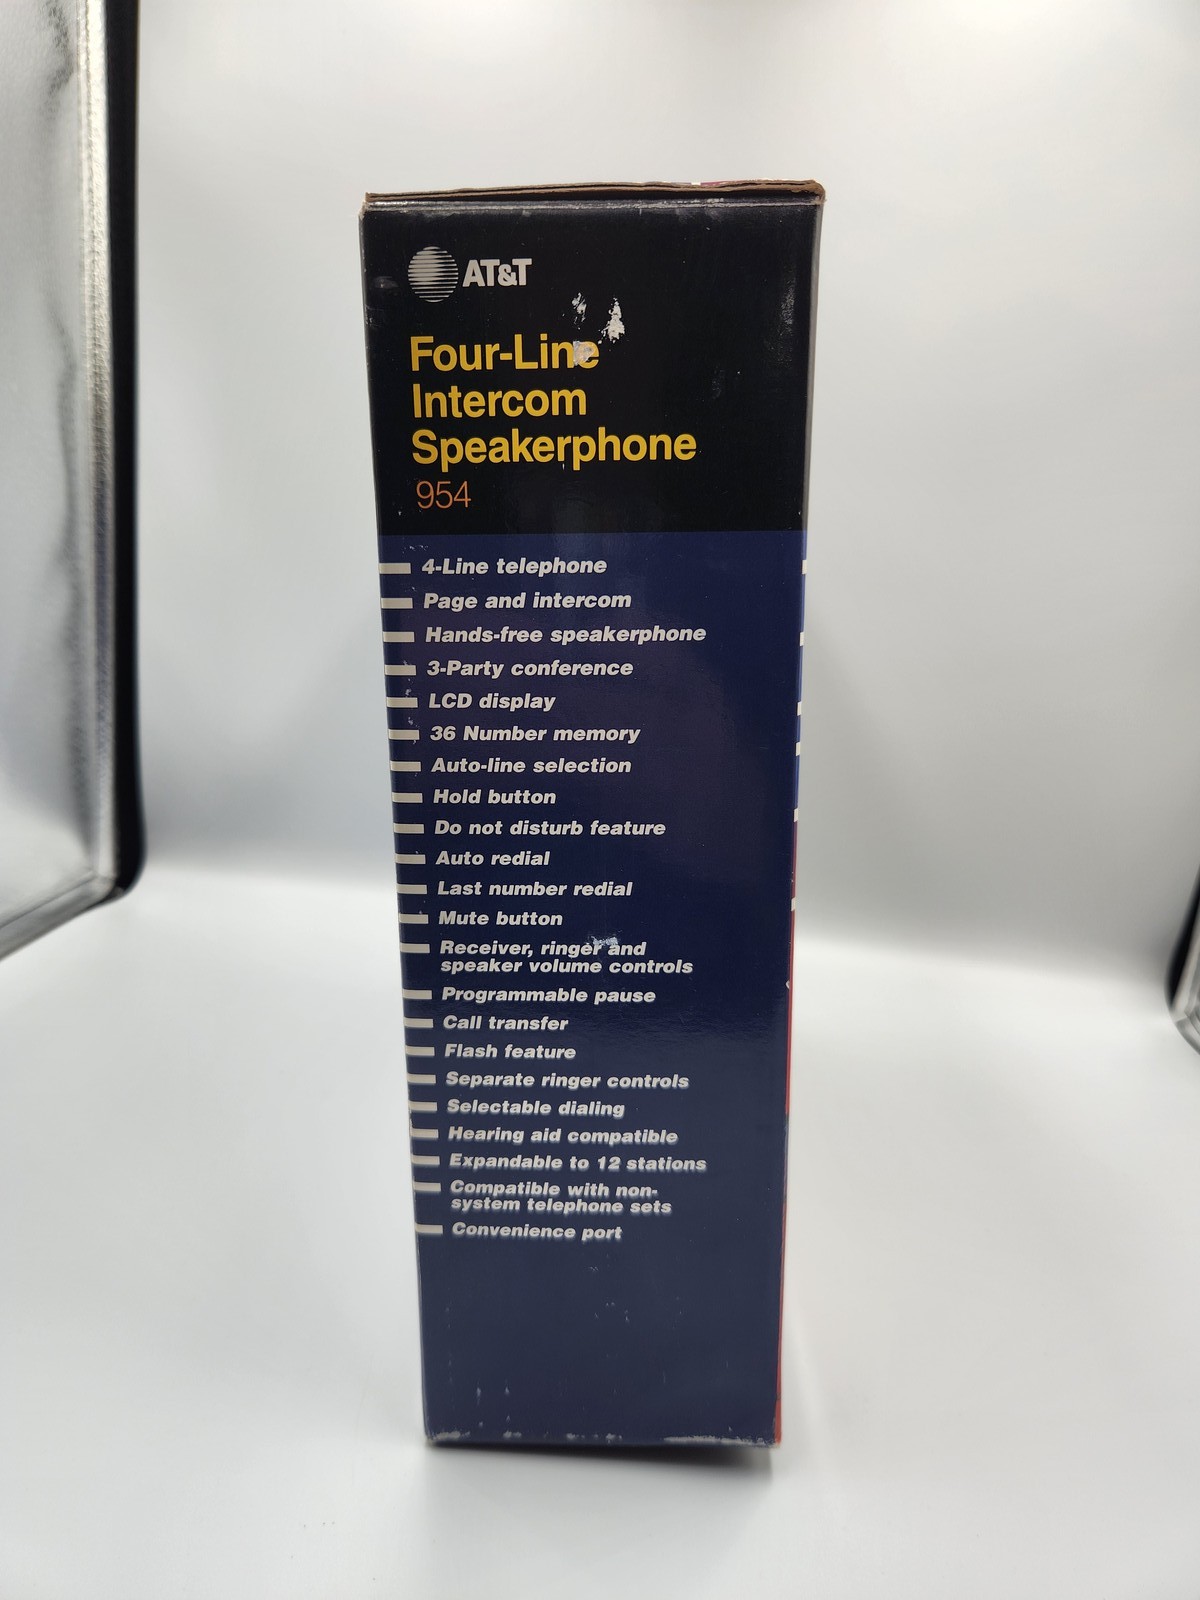 AT&T
Four-Line
Intercom
Speakerphone
954
4-Line telephone
Page and intercom
Hands-free speakerphone
3-Party conference
LCD display
36 Number memory
Auto-line selection
Hold button
Do not disturb feature
Auto redial
Last number redial
Mute button
Receiver, ringer and
speaker volume controls
Programmable pause
Call transfer
Flash feature
Separate ringer controls
Selectable dialing
Hearing aid compatible
Expandable to 12 stations
Compatible with non-
system telephone sets
Convenience port